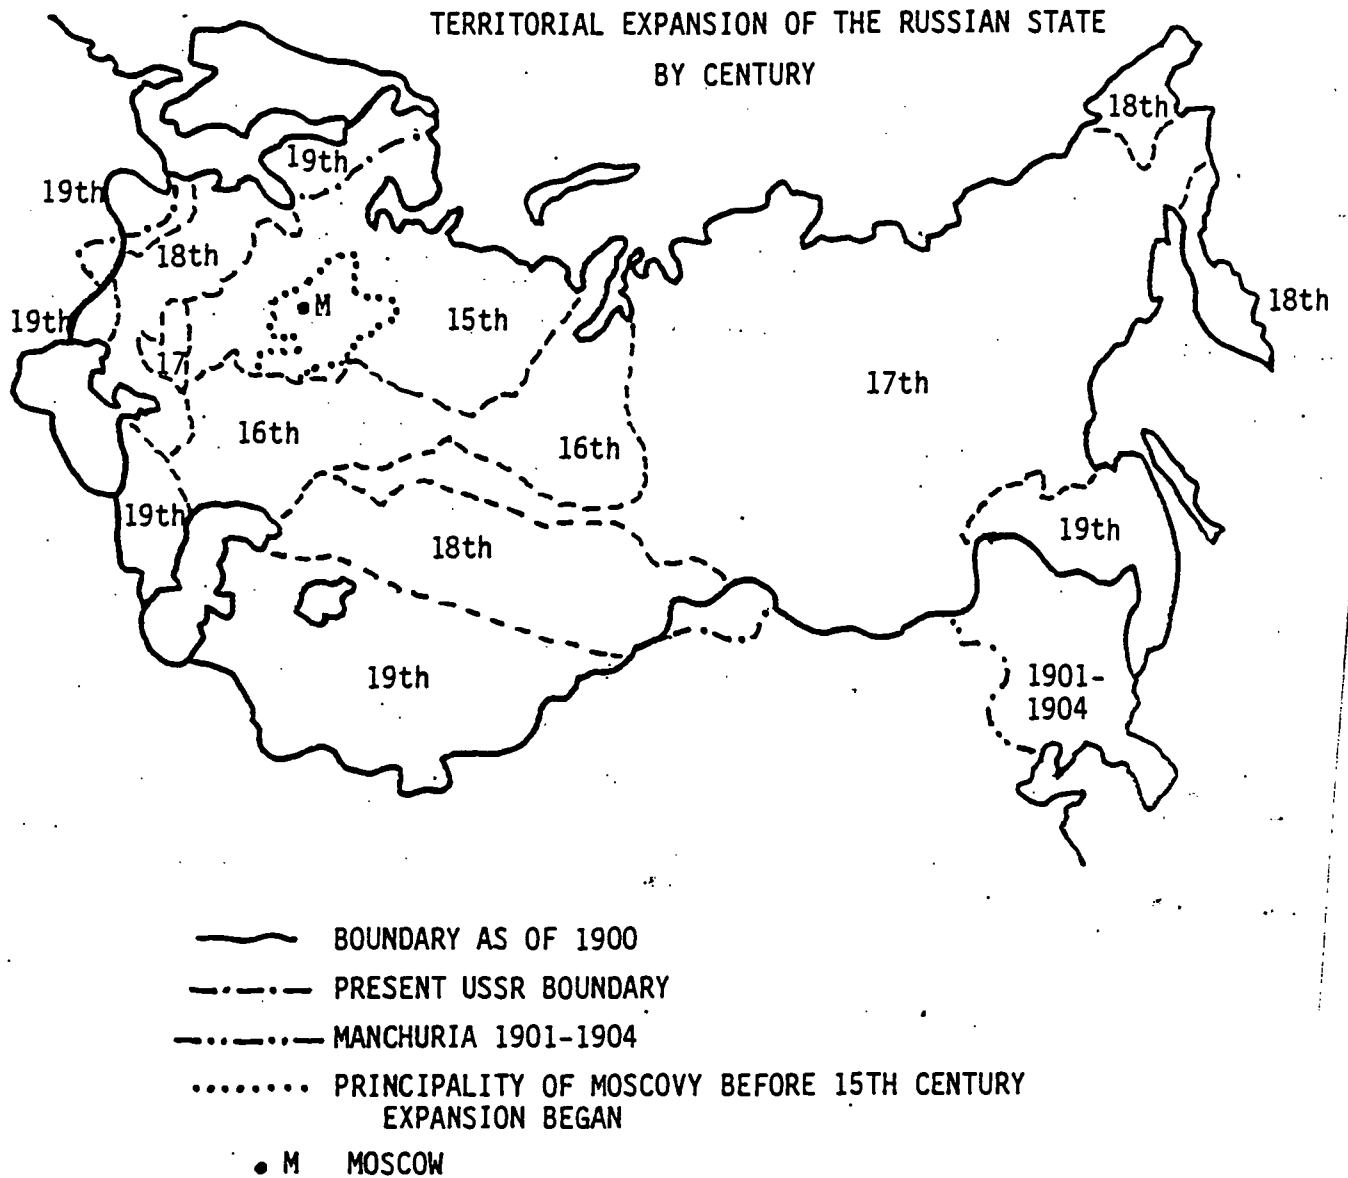 TERRITORIAL EXPANSION OF THE RUSSIAN STATE
BY CENTURY
18th
19th
19th
18th
18th
M
15th
19th
17
17th
16th
16th
19th
18th
19th
19th
1901-
1904
BOUNDARY AS OF 1900
PRESENT USSR BOUNDARY
MANCHURIA 1901-1904
PRINCIPALITY OF MOSCOVY BEFORE 15TH CENTURY
EXPANSION BEGAN
M MOSCOW